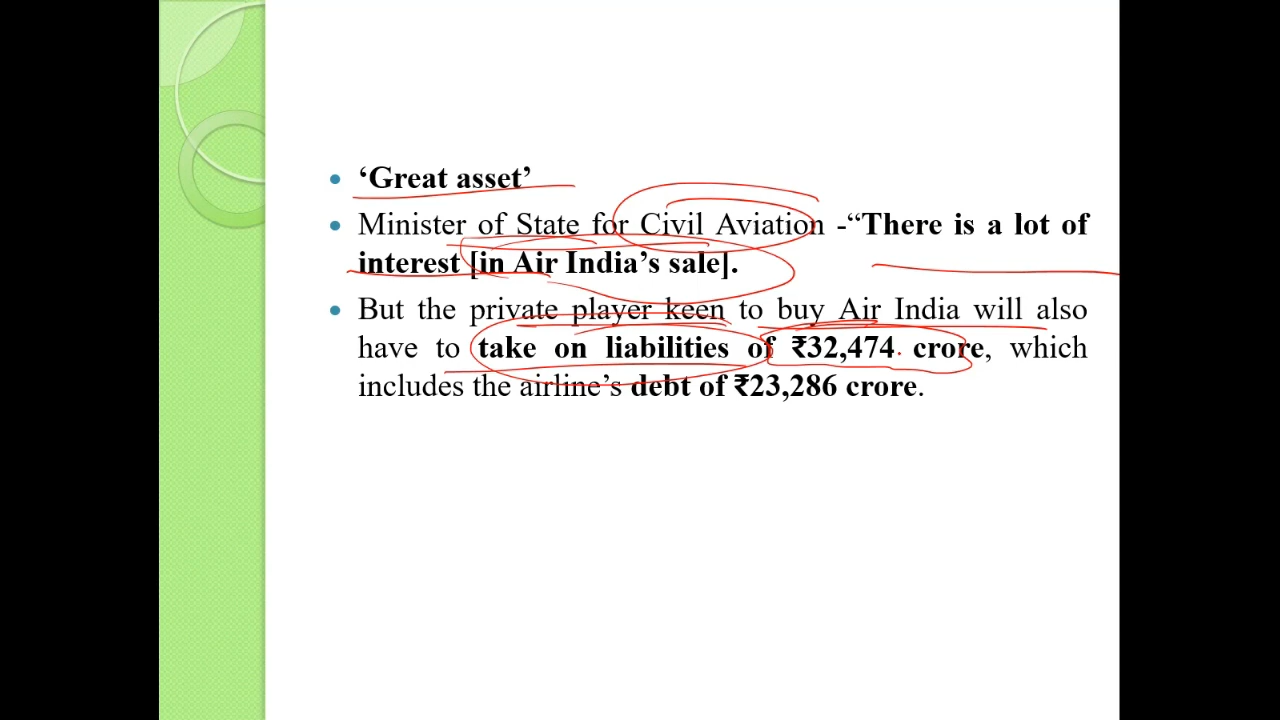 • ‘Great asset’
• Minister of State for Civil Aviation -“There is a lot of
interest [in Air India’s sale].
• But the private player keen to buy Air India will also
have to take on liabilities of ₹32,474 crore, which
includes the airline’s debt of ₹23,286 crore.